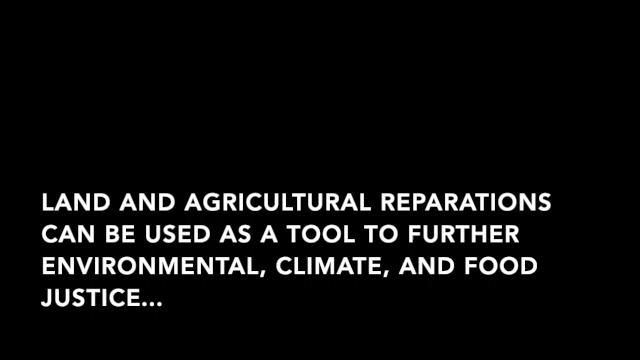 LAND AND AGRICULTURAL REPARATIONS
CAN BE USED AS A TOOL TO FURTHER
ENVIRONMENTAL, CLIMATE, AND FOOD
JUSTICE...